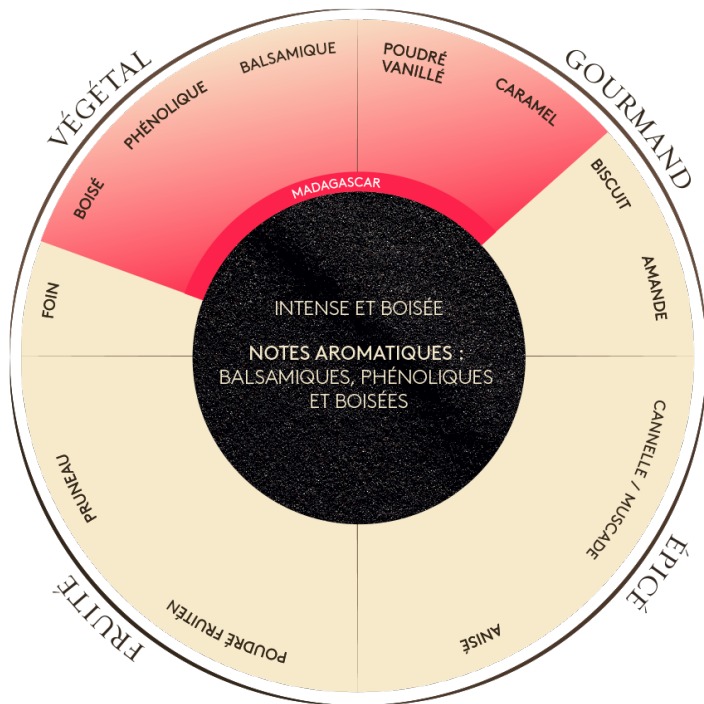 VÉGÉTAL
GOURMAND
ÉPICÉ
FRUITÉ
FOIN
BOISÉ
PHÉNOLIQUE
BALSAMIQUE
POUDRÉ
VANILLÉ
CARAMEL
BISCUIT
AMANDE
CANNELLE / MUSCADE
ANISÉ
POUDRÉ FRUITÉN
PRUNEAU
MADAGASCAR
INTENSE ET BOISÉE
NOTES AROMATIQUES :
BALSAMIQUES, PHÉNOLIQUES
ET BOISÉES